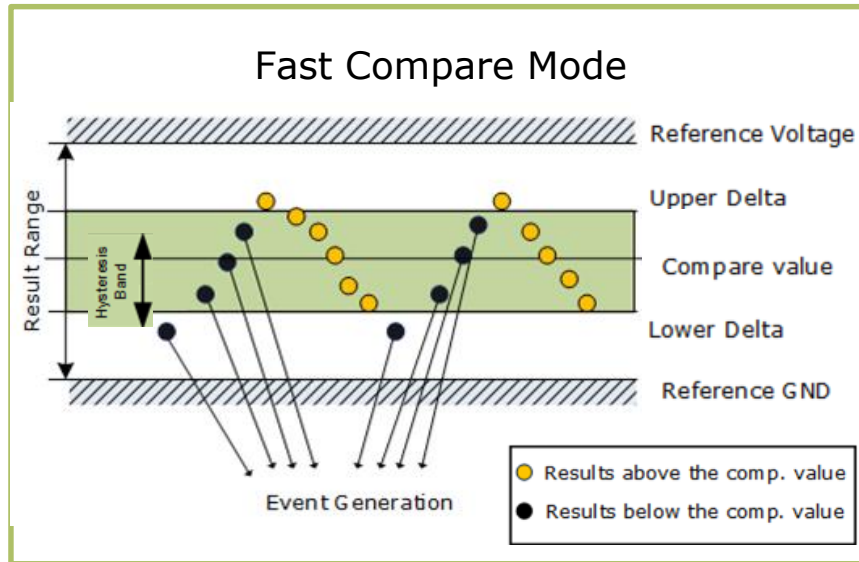 Fast Compare Mode
Reference Voltage
Upper Delta
Result Range
Hysteresis
Band
Compare value
Lower Delta
Reference GND
Event Generation
Results above the comp. value
Results below the comp. value